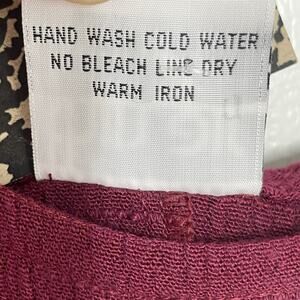 HAND WASH COLD WATER
NO BLEACH LINE DRY
WARM IRON